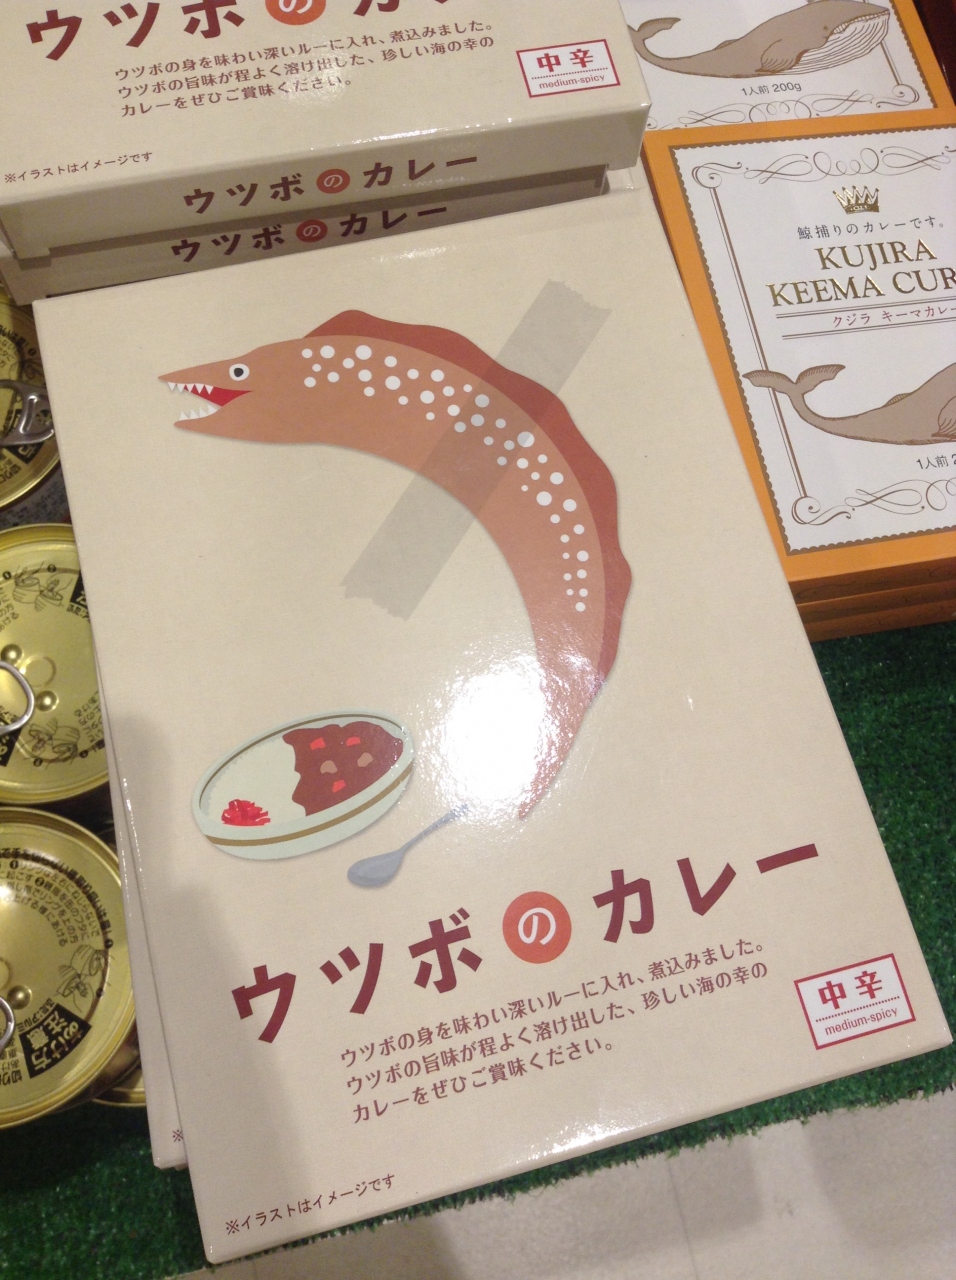 ウツボのカレー
ウツボの身を味わい深いルーに入れ、煮込みました。
ウツボの旨味が程よく溶け出した、珍しい海の幸の
カレーをぜひご賞味ください。
中辛
medium-spicy
※イラストはイメージです
ウツボのカレー
ウツボのカレー
1人前 200g
鯨捕りのカレーです。
KUJIRA
KEEMA CUR
クジラ キーマカレー
1人前 2
ウツボのカレー
ウツボの身を味わい深いルーに入れ、煮込みました。
ウツボの旨味が程よく溶け出した、珍しい海の幸の
カレーをぜひご賞味ください。
中辛
medium-spicy
※イラストはイメージです
あけ方